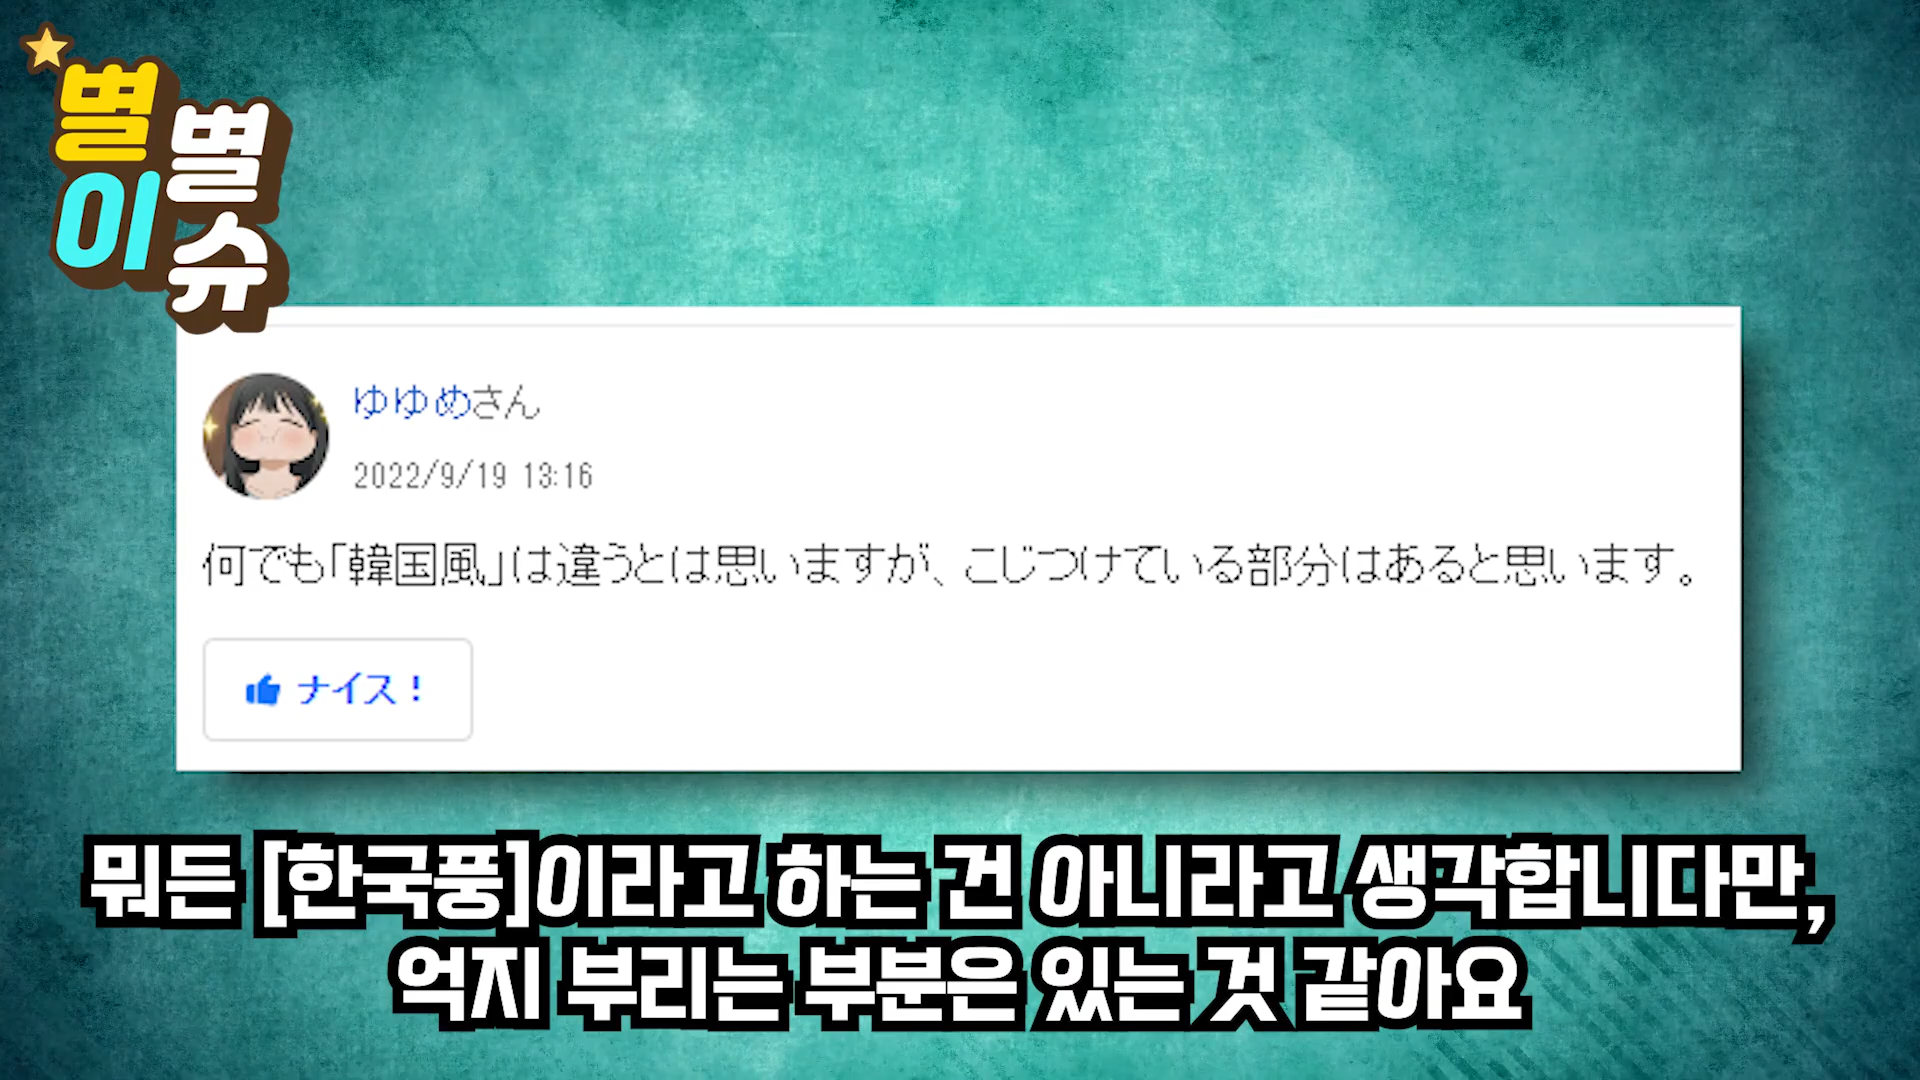 별별
이슈
ゆゆめさん
2022/9/19 13:16
何でも「韓国風」は違うとは思いますが、こじつけている部分はあると思います。
ナイス!
뭐든 [한국풍]이라고 하는 건 아니라고 생각합니다만,
억지 부리는 부분은 있는 것 같아요